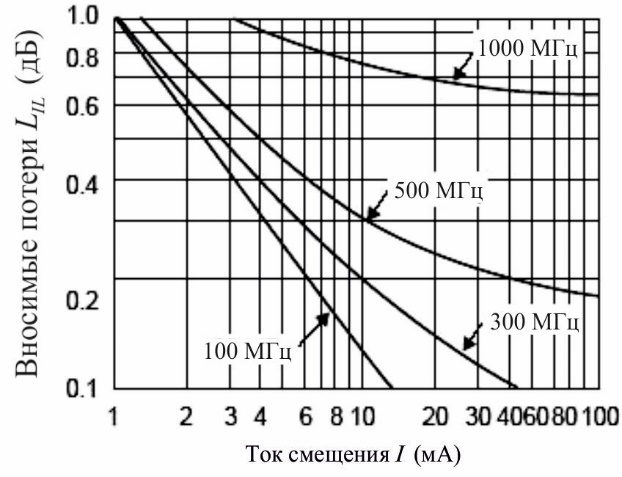 Вносимые потери L_IL (дБ)
1.0
0.8
0.6
0.4
0.2
0.1
1000 МГц
500 МГц
300 МГц
100 МГц
1 2 3 4 6 8 10 20 30 40 60 80 100
Ток смещения I (мА)